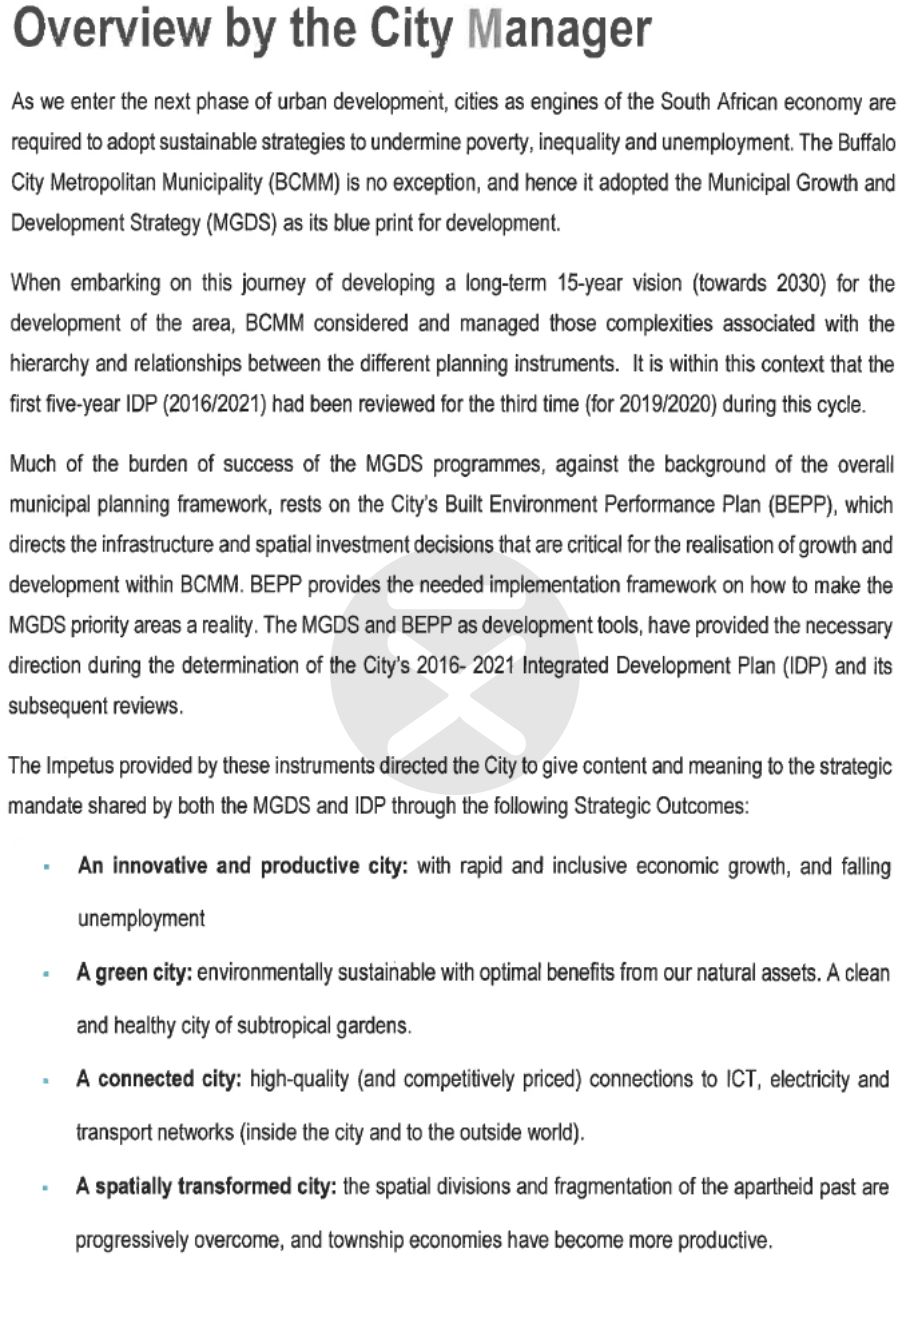 Overview by the City Manager
As we enter the next phase of urban development, cities as engines of the South African economy are
required to adopt sustainable strategies to undermine poverty, inequality and unemployment. The Buffalo
City Metropolitan Municipality (BCMM) is no exception, and hence it adopted the Municipal Growth and
Development Strategy (MGDS) as its blue print for development.
When embarking on this journey of developing a long-term 15-year vision (towards 2030) for the
development of the area, BCMM considered and managed those complexities associated with the
hierarchy and relationships between the different planning instruments. It is within this context that the
first five-year IDP (2016/2021) had been reviewed for the third time (for 2019/2020) during this cycle.
Much of the burden of success of the MGDS programmes, against the background of the overall
municipal planning framework, rests on the City's Built Environment Performance Plan (BEPP), which
directs the infrastructure and spatial investment decisions that are critical for the realisation of growth and
development within BCMM. BEPP provides the needed implementation framework on how to make the
MGDS priority areas a reality. The MGDS and BEPP as development tools, have provided the necessary
direction during the determination of the City's 2016- 2021 Integrated Development Plan (IDP) and its
subsequent reviews.
The Impetus provided by these instruments directed the City to give content and meaning to the strategic
mandate shared by both the MGDS and IDP through the following Strategic Outcomes:
▪ An innovative and productive city: with rapid and inclusive economic growth, and falling
unemployment
▪ A green city: environmentally sustainable with optimal benefits from our natural assets. A clean
and healthy city of subtropical gardens.
▪ A connected city: high-quality (and competitively priced) connections to ICT, electricity and
transport networks (inside the city and to the outside world).
▪ A spatially transformed city: the spatial divisions and fragmentation of the apartheid past are
progressively overcome, and township economies have become more productive.